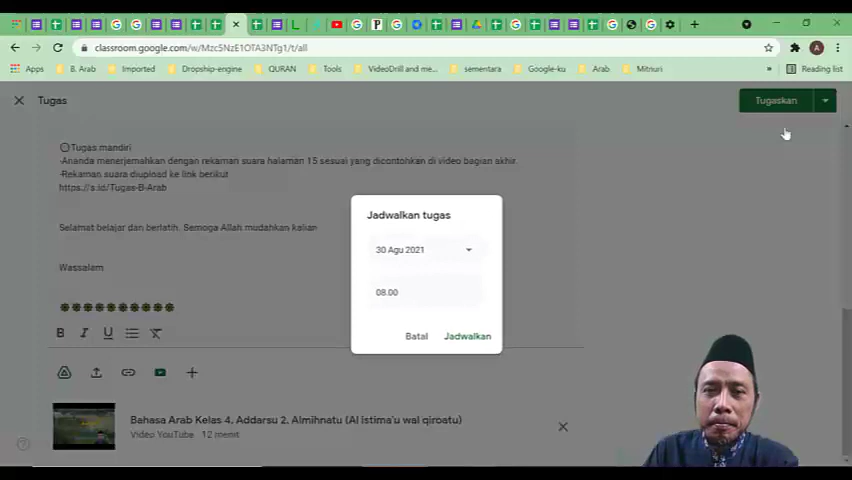 classroom.google.com/w/Mzc5NzE1OTA3NTg1/t/all
Apps B. Arab Imported Dropship-engine QURAN Tools VideoDrill and me... sementara Google-ku Arab Mitnuri » Reading list
Tugas
Tugaskan
Tugas mandiri
-Ananda menerjemahkan dengan rekaman suara halaman 15 sesuai yang dicontohkan di video bagian akhir.
-Rekaman suara diupload ke link berikut
https://s.id/Tugas-B-Arab
Selamat belajar dan berlatih. Semoga Allah mudahkan kalian
Wassalam
Jadwalkan tugas
30 Agu 2021
08.00
Batal Jadwalkan
B I U
Bahasa Arab Kelas 4, Addarsu 2, Almihnatu (Al Istima'u wal qiroatu)
Video YouTube 12 menit